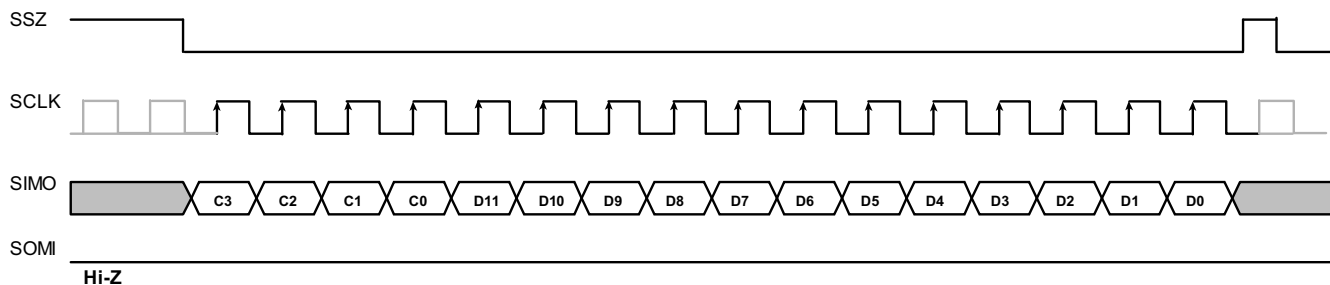 SSZ
SCLK
SIMO C3 C2 C1 C0 D11 D10 D9 D8 D7 D6 D5 D4 D3 D2 D1 D0
SOMI
Hi-Z